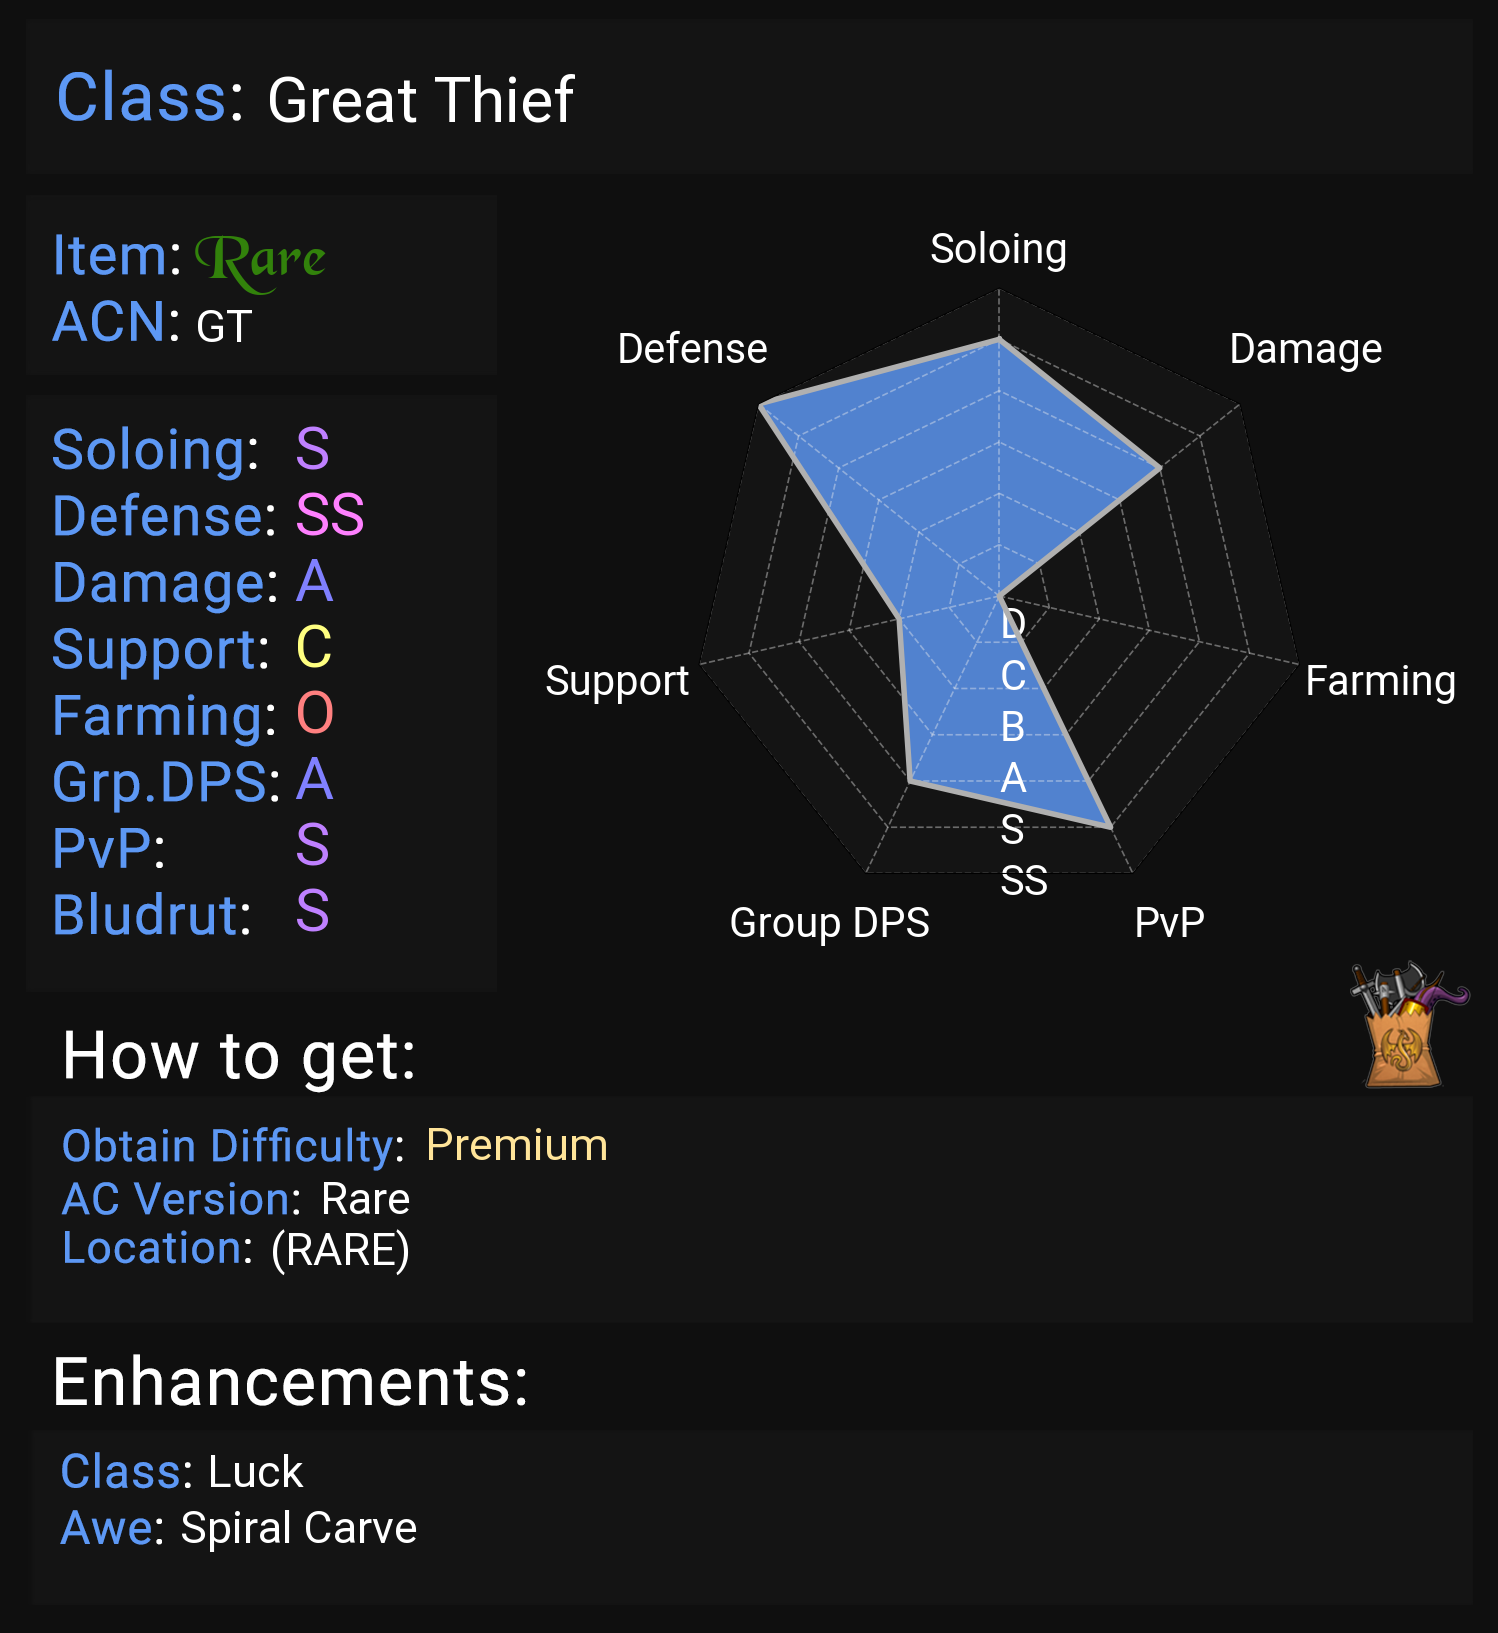 Class: Great Thief
Item: Rare
ACN: GT
Soloing: S
Defense: SS
Damage: A
Support: C
Farming: O
Grp.DPS: A
PvP: S
Bludrut: S
Soloing
Defense
Damage
Support
Farming
D
C
B
A
S
SS
Group DPS
PvP
How to get:
Obtain Difficulty: Premium
AC Version: Rare
Location: (RARE)
Enhancements:
Class: Luck
Awe: Spiral Carve